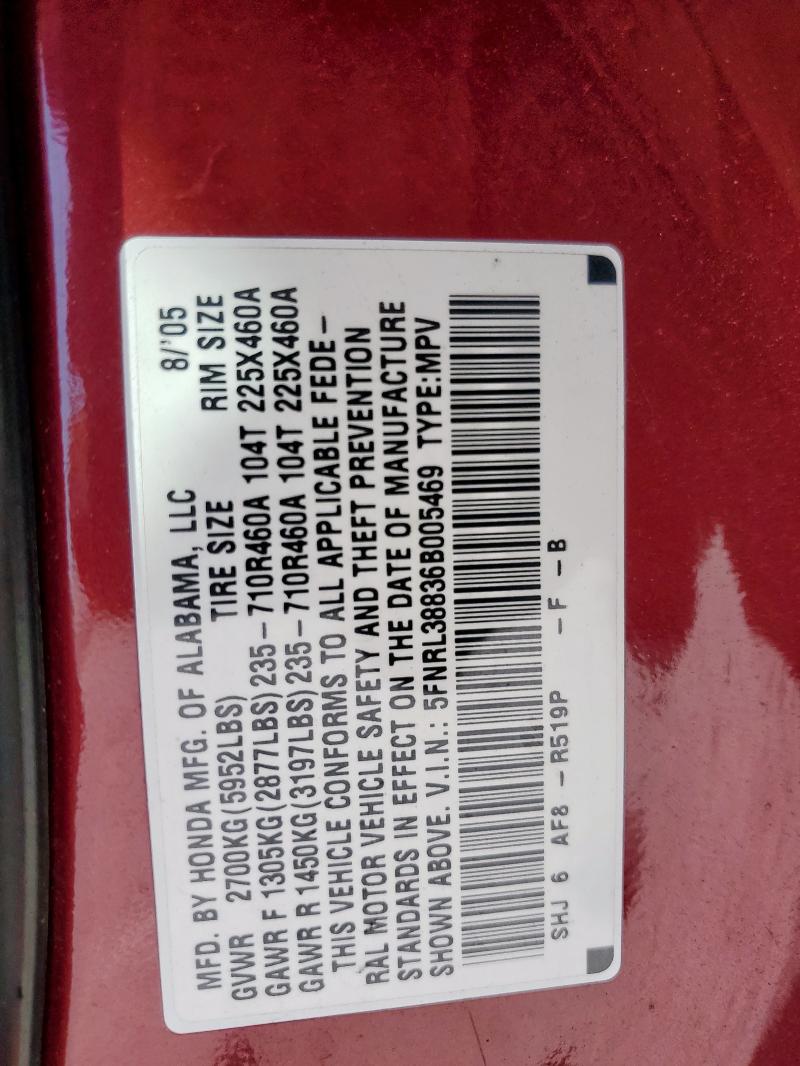 MFD. BY HONDA MFG. OF ALABAMA, LLC 8/'05
GVWR 2700KG(5952LBS) TIRE SIZE RIM SIZE
GAWR F 1305KG(2877LBS)235-710R460A 104T 225X460A
GAWR R 1450KG(3197LBS)235-710R460A 104T 225X460A
THIS VEHICLE CONFORMS TO ALL APPLICABLE FEDE-
RAL MOTOR VEHICLE SAFETY AND THEFT PREVENTION
STANDARDS IN EFFECT ON THE DATE OF MANUFACTURE
SHOWN ABOVE. V.I.N.: 5FNRL38836B005469 TYPE:MPV
SHJ 6 AF8 -R519P -F -B